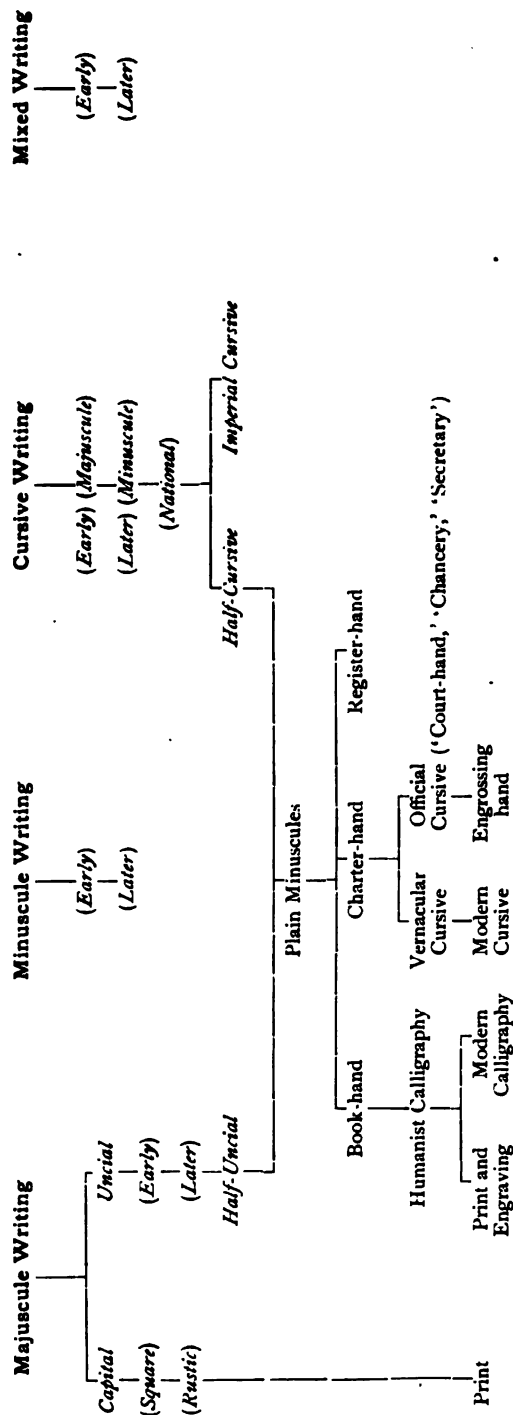 Majuscule Writing Minuscule Writing Cursive Writing Mixed Writing
Capital Uncial (Early) (Early) (Majuscule) (Early)
(Square) (Early) (Later) (Later) (Minuscule) (Later)
(Rustic) (Later) (National)
Half-Uncial Half-Cursive Imperial Cursive
Plain Minuscules
Book-hand Charter-hand Register-hand
Humanist Calligraphy Vernacular Official
Cursive Cursive ('Court-hand,' 'Chancery,' 'Secretary')
Print Print and Modern Modern Engrossing
Engraving Calligraphy Cursive hand